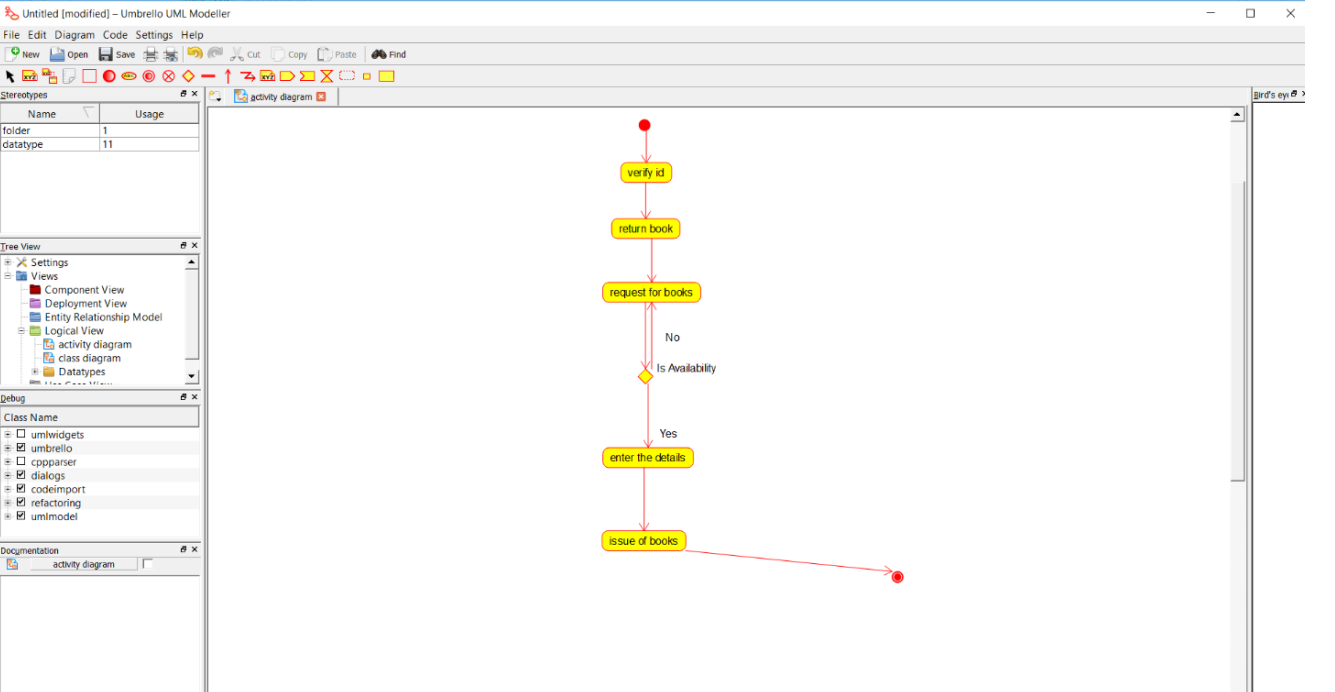 Untitled [modified] – Umbrello UML Modeller
File Edit Diagram Code Settings Help
New Open Save Cut Copy Paste Find
Stereotypes
Name Usage
folder 1
datatype 11
Tree View
Settings
Views
Component View
Deployment View
Entity Relationship Model
Logical View
activity diagram
class diagram
Datatypes
Debug
Class Name
umlwidgets
umbrello
cppparser
dialogs
codeimport
refactoring
umlmodel
Documentation
activity diagram
activity diagram
verify id
return book
request for books
No
Is Availability
Yes
enter the details
issue of books
Bird's ey